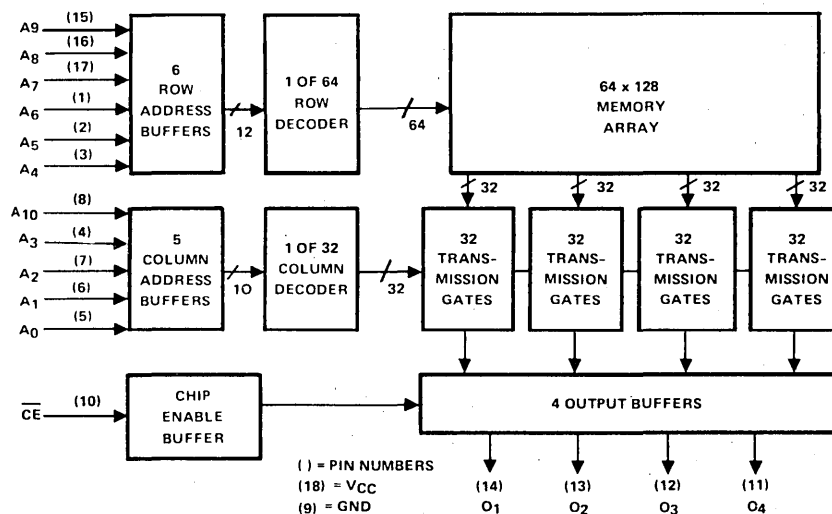 A9 (15)
A8 (16)
A7 (17)
A6 (1)
A5 (2)
A4 (3)
6
ROW
ADDRESS
BUFFERS
12
1 OF 64
ROW
DECODER
64
64 x 128
MEMORY
ARRAY
32 32 32 32
A10 (8)
A3 (4)
A2 (7)
A1 (6)
A0 (5)
5
COLUMN
ADDRESS
BUFFERS
10
1 OF 32
COLUMN
DECODER
32
32
TRANS-
MISSION
GATES
32
TRANS-
MISSION
GATES
32
TRANS-
MISSION
GATES
32
TRANS-
MISSION
GATES
CE (10)
CHIP
ENABLE
BUFFER
4 OUTPUT BUFFERS
( ) = PIN NUMBERS
(18) = VCC
(9) = GND
(14) (13) (12) (11)
O1 O2 O3 O4